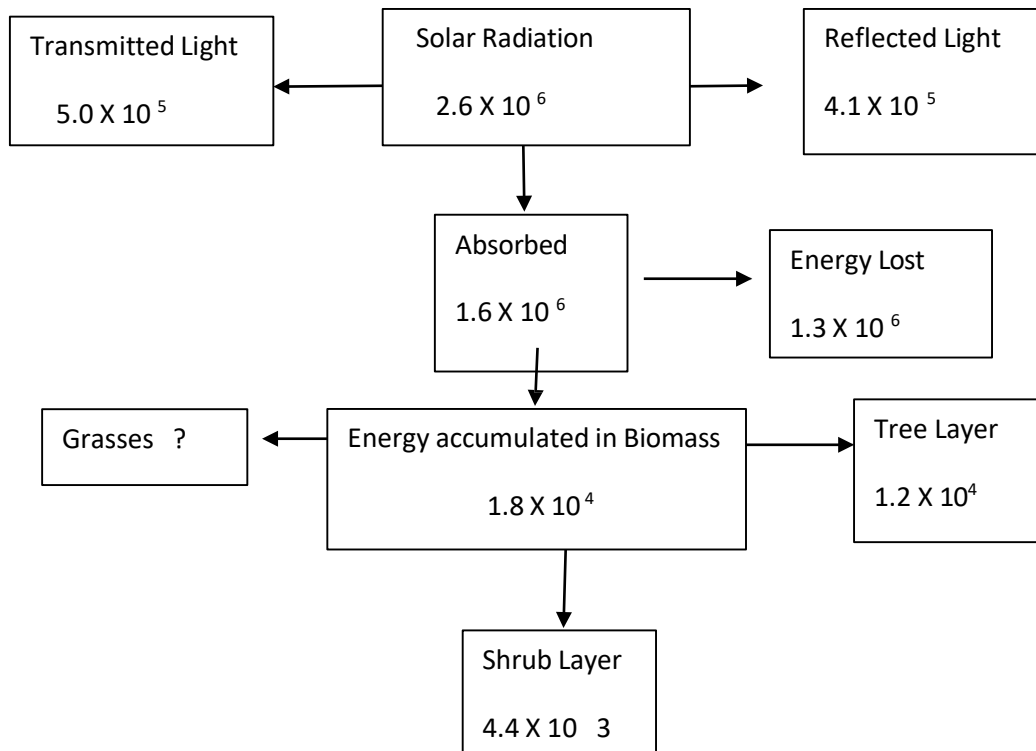 Transmitted Light
5.0 X 10 ⁵
Solar Radiation
2.6 X 10 ⁶
Reflected Light
4.1 X 10 ⁵
Absorbed
1.6 X 10 ⁶
Energy Lost
1.3 X 10 ⁶
Grasses ?
Energy accumulated in Biomass
1.8 X 10 ⁴
Tree Layer
1.2 X 10⁴
Shrub Layer
4.4 X 10 3